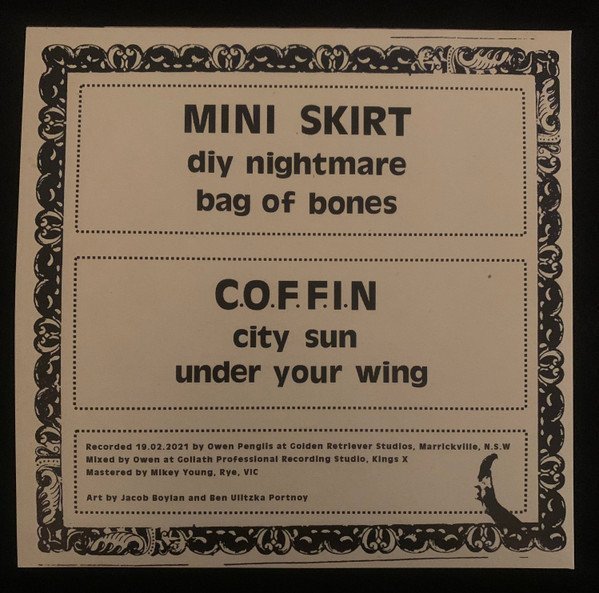 MINI SKIRT
diy nightmare
bag of bones
C.O.F.F.I.N
city sun
under your wing
Recorded 19.02.2021 by Owen Penglis at Golden Retriever Studios, Marrickville, N.S.W
Mixed by Owen at Goliath Professional Recording Studio, Kings X
Mastered by Mikey Young, Rye, VIC
Art by Jacob Boylan and Ben Ulitzka Portnoy